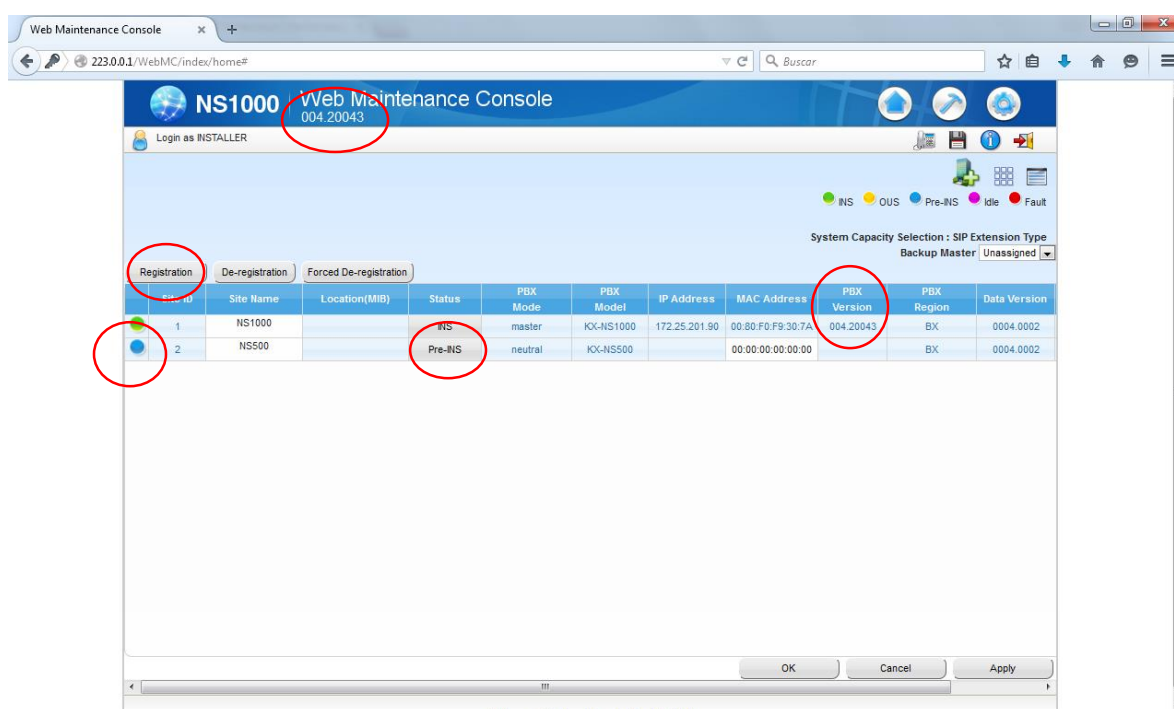 Web Maintenance Console × +
223.0.0.1/WebMC/index/home# Buscar
NS1000 Web Maintenance Console
004.20043
Login as INSTALLER
INS OUS Pre-INS Idle Fault
System Capacity Selection : SIP Extension Type
Backup Master Unassigned
Registration De-registration Forced De-registration
Site ID Site Name Location(MIB) Status PBX Mode PBX Model IP Address MAC Address PBX Version PBX Region Data Version
1 NS1000 INS master KX-NS1000 172.25.201.90 00:80:F0:F9:30:7A 004.20043 BX 0004.0002
2 NS500 Pre-INS neutral KX-NS500 00:00:00:00:00:00 BX 0004.0002
OK Cancel Apply